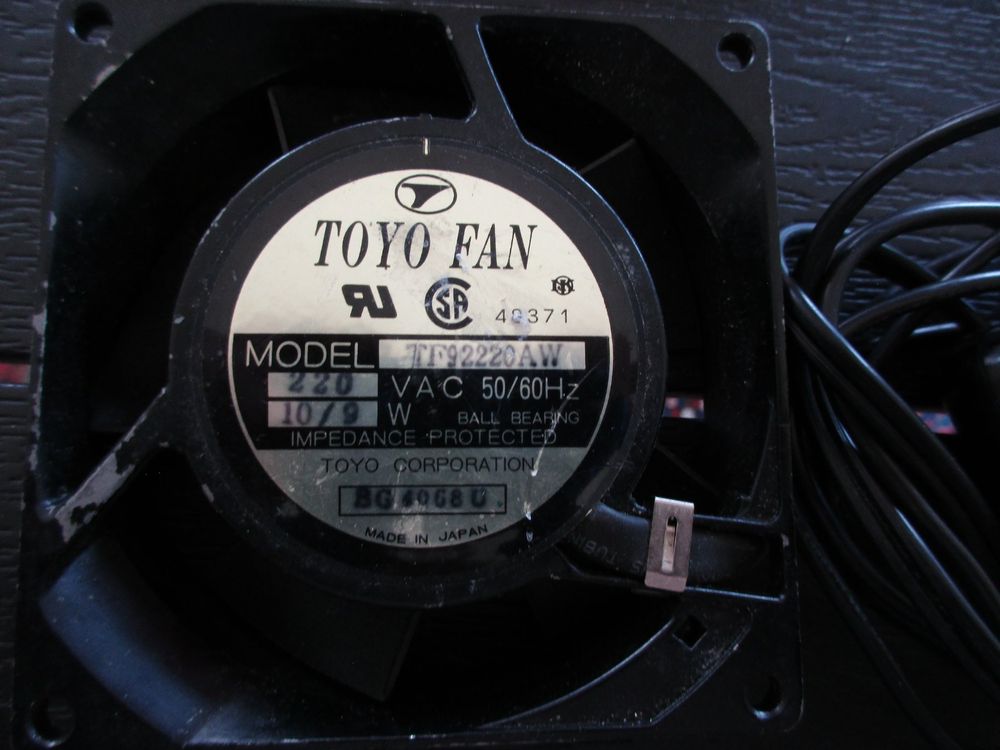 TOYO FAN
49371
MODEL TF92220AW
220 VAC 50/60Hz
10/9 W BALL BEARING
IMPEDANCE PROTECTED
TOYO CORPORATION
MADE IN JAPAN